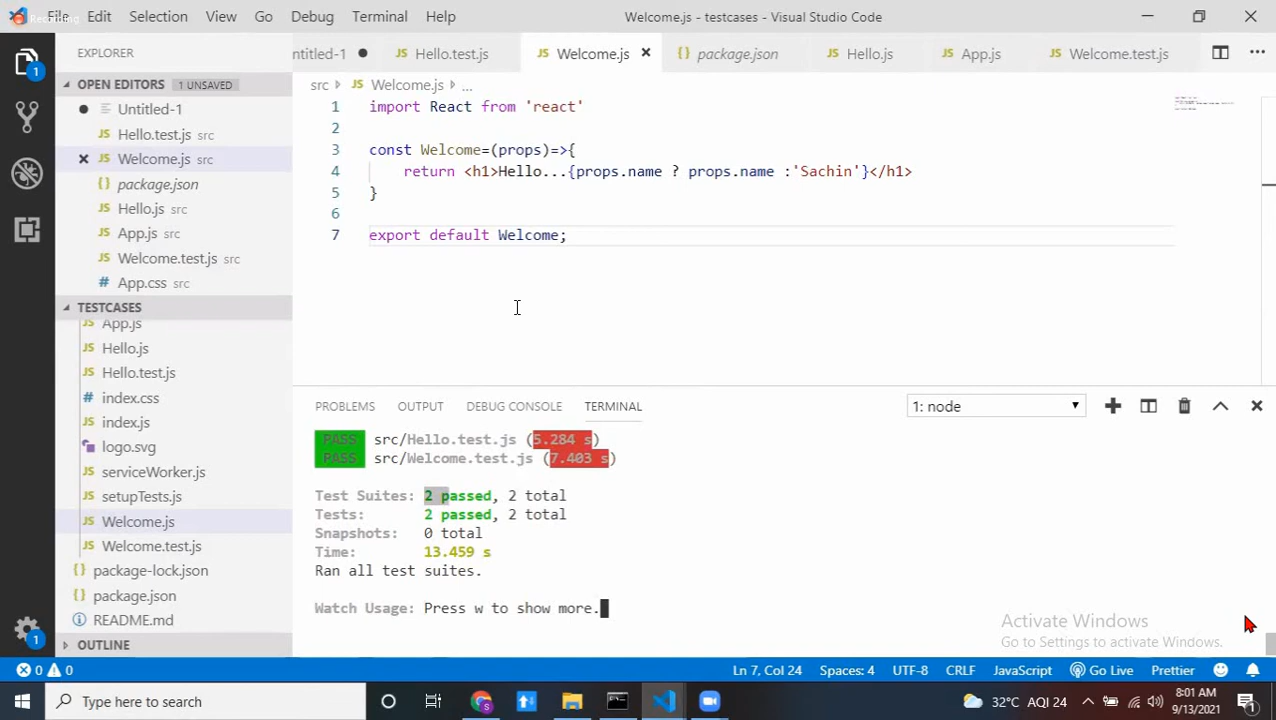 File Edit Selection View Go Debug Terminal Help
Recording
Welcome.js - testcases - Visual Studio Code
EXPLORER
ntitled-1 Hello.test.js Welcome.js package.json Hello.js App.js Welcome.test.js
OPEN EDITORS 1 UNSAVED
Untitled-1
Hello.test.js src
Welcome.js src
package.json
Hello.js src
App.js src
Welcome.test.js src
App.css src
TESTCASES
App.js
Hello.js
Hello.test.js
index.css
index.js
logo.svg
serviceWorker.js
setupTests.js
Welcome.js
Welcome.test.js
package-lock.json
package.json
README.md
OUTLINE
1
1
src Welcome.js ...
1 import React from 'react'
2
3 const Welcome=(props)=>{
4 return <h1>Hello...{props.name ? props.name :'Sachin'}</h1>
5 }
6
7 export default Welcome;
PROBLEMS OUTPUT DEBUG CONSOLE TERMINAL 1: node
PASS src/Hello.test.js (5.284 s)
PASS src/Welcome.test.js (7.403 s)
Test Suites: 2 passed, 2 total
Tests: 2 passed, 2 total
Snapshots: 0 total
Time: 13.459 s
Ran all test suites.
Watch Usage: Press w to show more.
Activate Windows
Go to Settings to activate Windows.
0 0 Ln 7, Col 24 Spaces: 4 UTF-8 CRLF JavaScript Go Live Prettier
Type here to search
32°C AQI 24
8:01 AM
9/13/2021
1